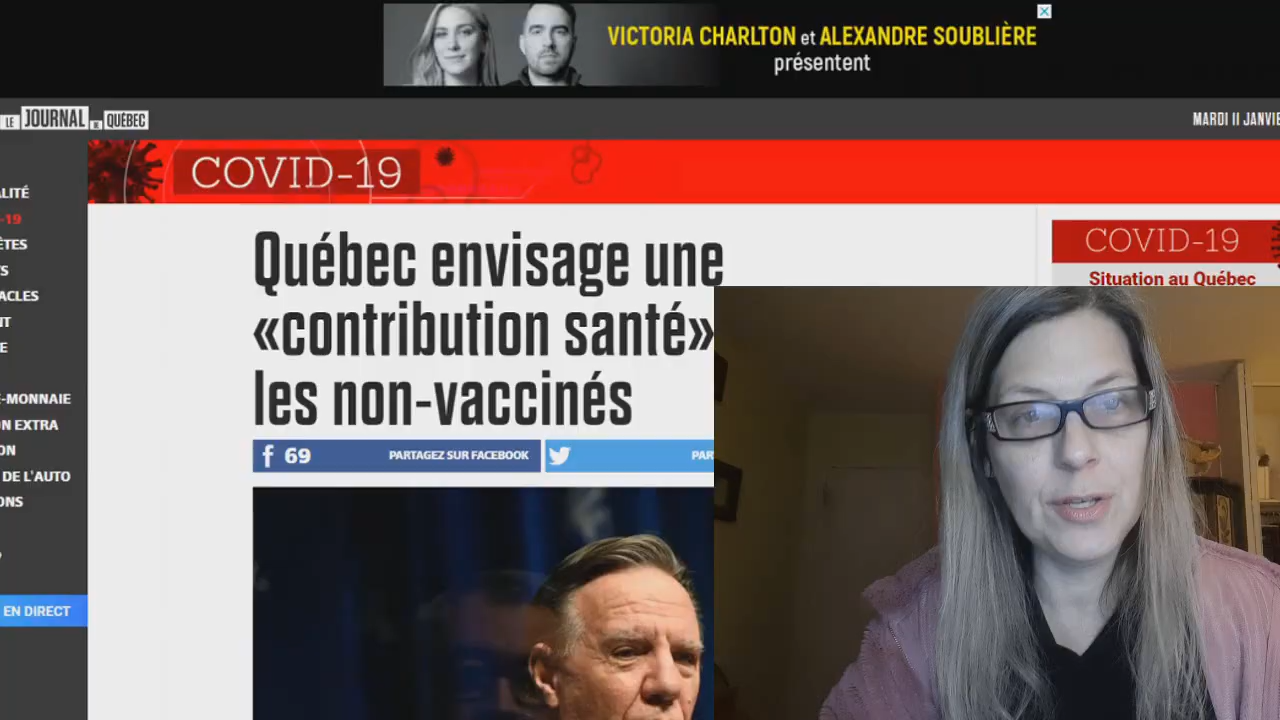 VICTORIA CHARLTON et ALEXANDRE SOUBLIÈRE
présentent
LE JOURNAL DE QUÉBEC
MARDI 11 JANVIE
COVID-19
LITÉ
-19
ÈTES
S
ACLES
NT
E
E-MONNAIE
ON EXTRA
ON
DE L'AUTO
ONS
EN DIRECT
Québec envisage une
«contribution santé»
les non-vaccinés
69 PARTAGEZ SUR FACEBOOK PAR
COVID-19
Situation au Québec